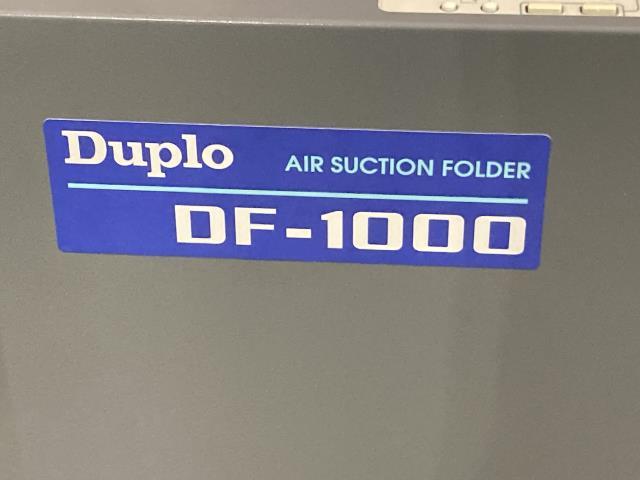 Duplo
AIR SUCTION FOLDER
DF-1000